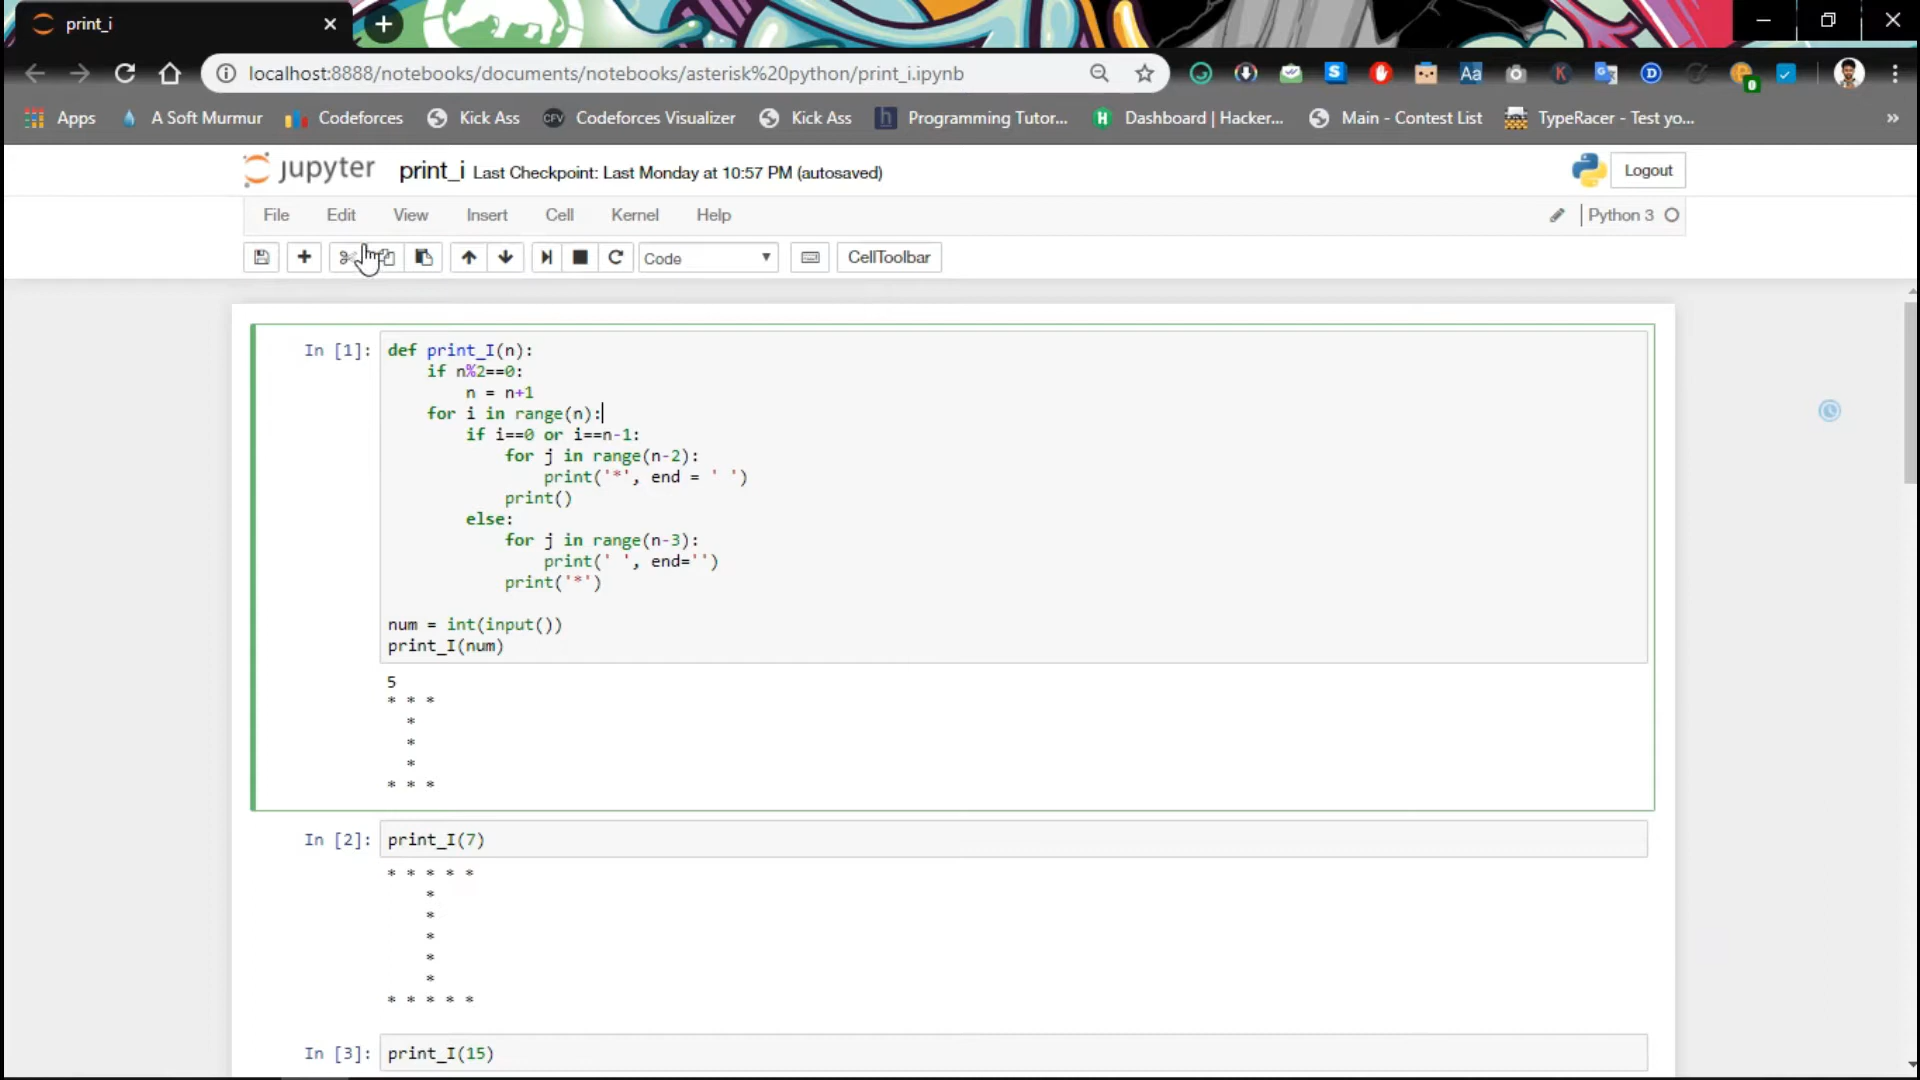 print_i
localhost:8888/notebooks/documents/notebooks/asterisk%20python/print_i.ipynb
Apps A Soft Murmur Codeforces Kick Ass Codeforces Visualizer Kick Ass Programming Tutor... Dashboard | Hacker... Main - Contest List TypeRacer - Test yo... »
jupyter print_i Last Checkpoint: Last Monday at 10:57 PM (autosaved) Logout
File Edit View Insert Cell Kernel Help Python 3
Code CellToolbar
In [1]: def print_I(n):
    if n%2==0:
        n = n+1
    for i in range(n):
        if i==0 or i==n-1:
            for j in range(n-2):
                print('*', end = ' ')
            print()
        else:
            for j in range(n-3):
                print(' ', end='')
            print('*')
num = int(input())
print_I(num)
5
* * *
  *
  *
  *
* * *
In [2]: print_I(7)
* * * * *
    *
    *
    *
    *
    *
* * * * *
In [3]: print_I(15)